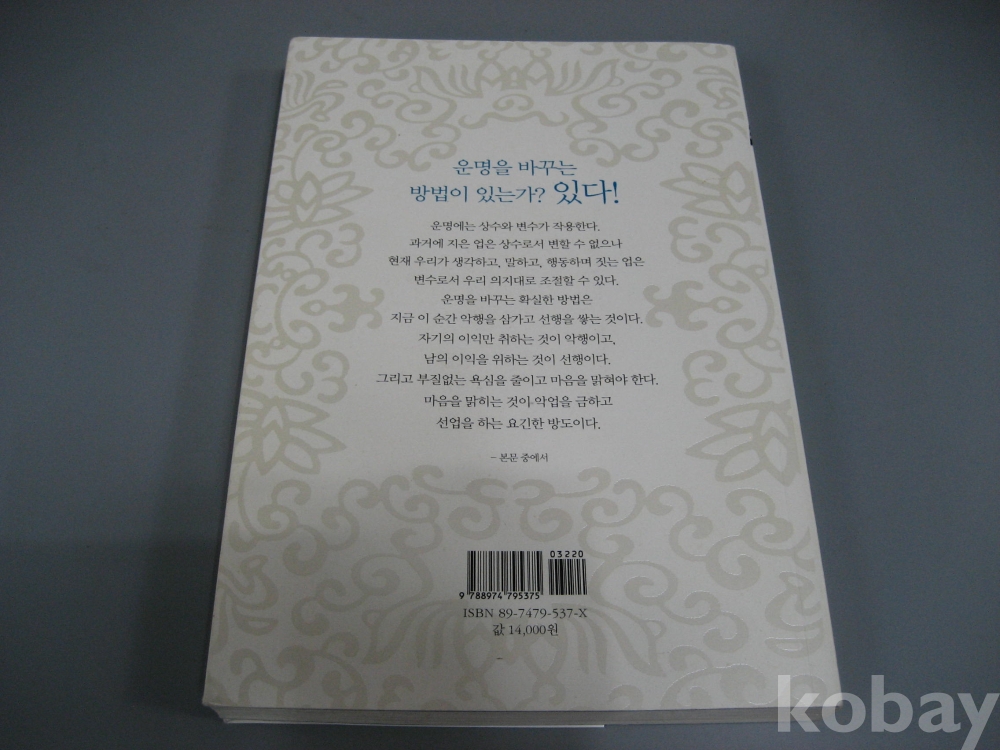 운명을 바꾸는
방법이 있는가? 있다!
운명에는 상수와 변수가 작용한다.
과거에 지은 업은 상수로서 변할 수 없으나
현재 우리가 생각하고, 말하고, 행동하며 짓는 업은
변수로서 우리 의지대로 조절할 수 있다.
운명을 바꾸는 확실한 방법은
지금 이 순간 악행을 삼가고 선행을 쌓는 것이다.
자기의 이익만 취하는 것이 악행이고,
남의 이익을 위하는 것이 선행이다.
그리고 부질없는 욕심을 줄이고 마음을 맑혀야 한다.
마음을 맑히는 것이 악업을 금하고
선업을 하는 요긴한 방도이다.
- 본문 중에서
03220
9 788974 795375
ISBN 89-7479-537-X
값 14,000원
kobay